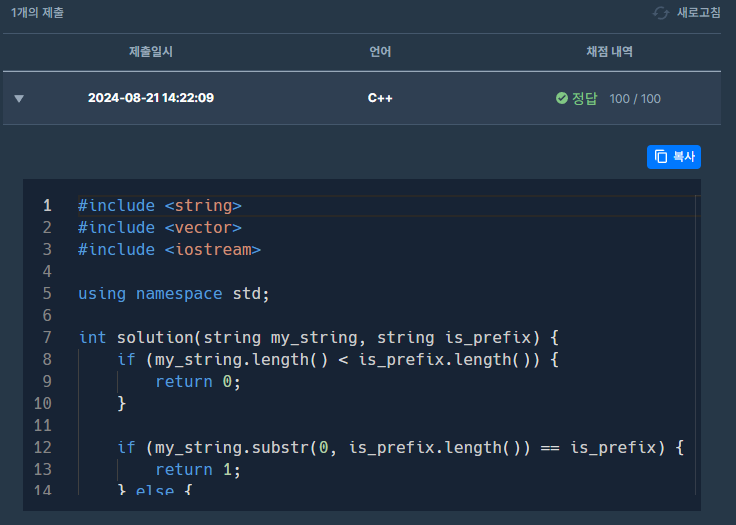 1개의 제출
새로고침
제출일시 언어 채점 내역
2024-08-21 14:22:09 C++ 정답 100 / 100
복사
1 #include <string>
2 #include <vector>
3 #include <iostream>
4
5 using namespace std;
6
7 int solution(string my_string, string is_prefix) {
8 if (my_string.length() < is_prefix.length()) {
9 return 0;
10 }
11
12 if (my_string.substr(0, is_prefix.length()) == is_prefix) {
13 return 1;
14 } else {